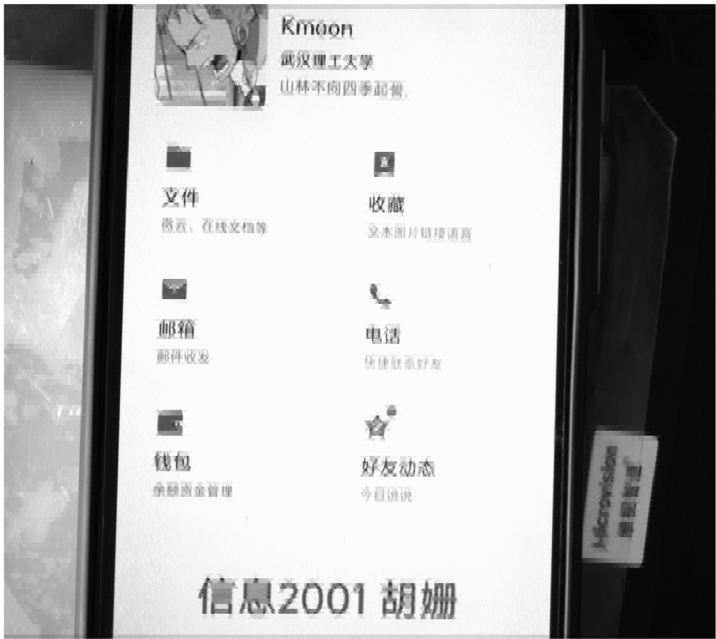 Kmoon
武汉理工大学
山林不向四季起誓
文件
微云、在线文档等
收藏
文本图片链接语音
邮箱
邮件收发
电话
快捷联系好友
钱包
余额资金管理
好友动态
今日说说
信息2001 胡姗